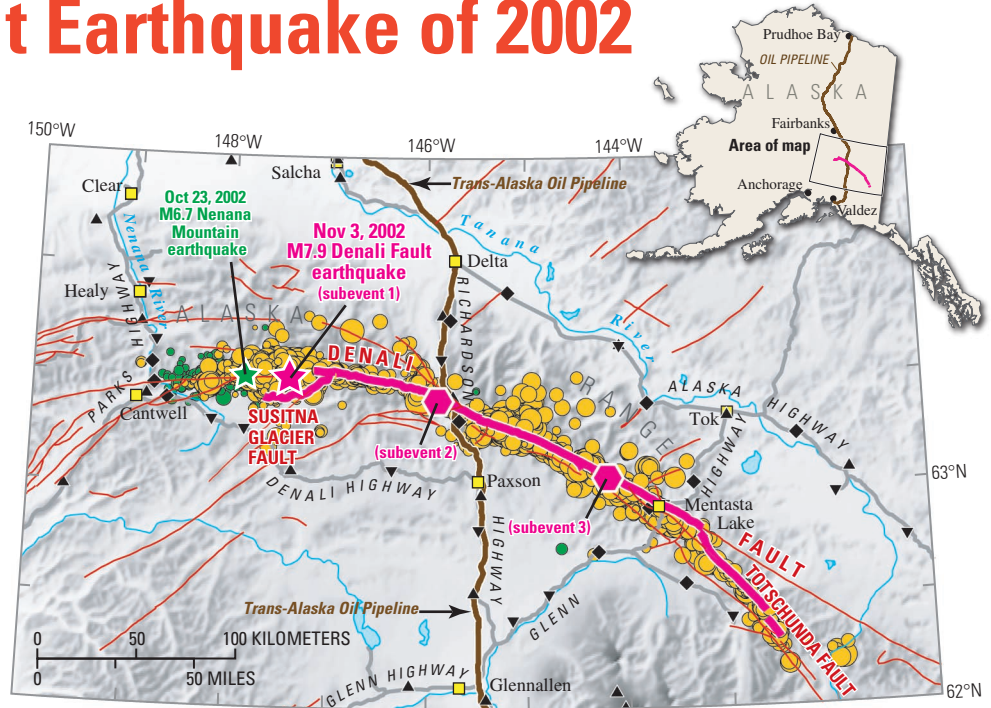 t Earthquake of 2002
Prudhoe Bay
OIL PIPELINE
ALASKA
Fairbanks
Area of map
Anchorage
Valdez
150°W
148°W
146°W
144°W
Clear
Salcha
Trans-Alaska Oil Pipeline
Oct 23, 2002
M6.7 Nenana
Mountain
earthquake
Nov 3, 2002
M7.9 Denali Fault
earthquake
(subevent 1)
Nenana River
Tanana River
Delta
Healy
ALASKA RANGE
PARKS HIGHWAY
RICHARDSON HIGHWAY
DENALI FAULT
Cantwell
SUSITNA
GLACIER
FAULT
(subevent 2)
ALASKA HIGHWAY
Tok
HIGHWAY
63°N
DENALI HIGHWAY
Paxson
(subevent 3)
Mentasta
Lake
TOTSCHUNDA FAULT
Trans-Alaska Oil Pipeline
GLENN
0 50 100 KILOMETERS
0 50 MILES
GLENN HIGHWAY
Glennallen
62°N